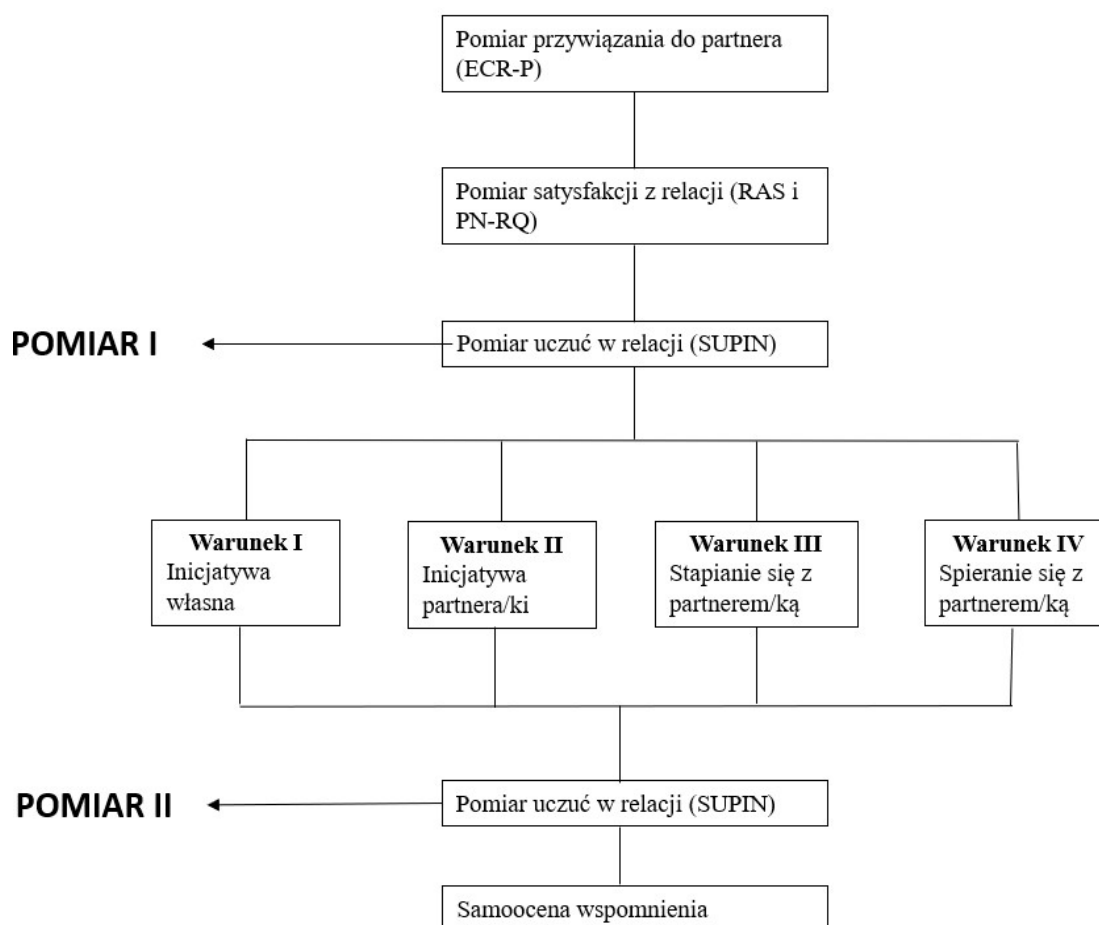 Pomiar przywiązania do partnera
(ECR-P)
Pomiar satysfakcji z relacji (RAS i
PN-RQ)
POMIAR I
Pomiar uczuć w relacji (SUPIN)
Warunek I
Inicjatywa
własna
Warunek II
Inicjatywa
partnera/ki
Warunek III
Stapianie się z
partnerem/ką
Warunek IV
Spieranie się z
partnerem/ką
POMIAR II
Pomiar uczuć w relacji (SUPIN)
Samoocena wspomnienia